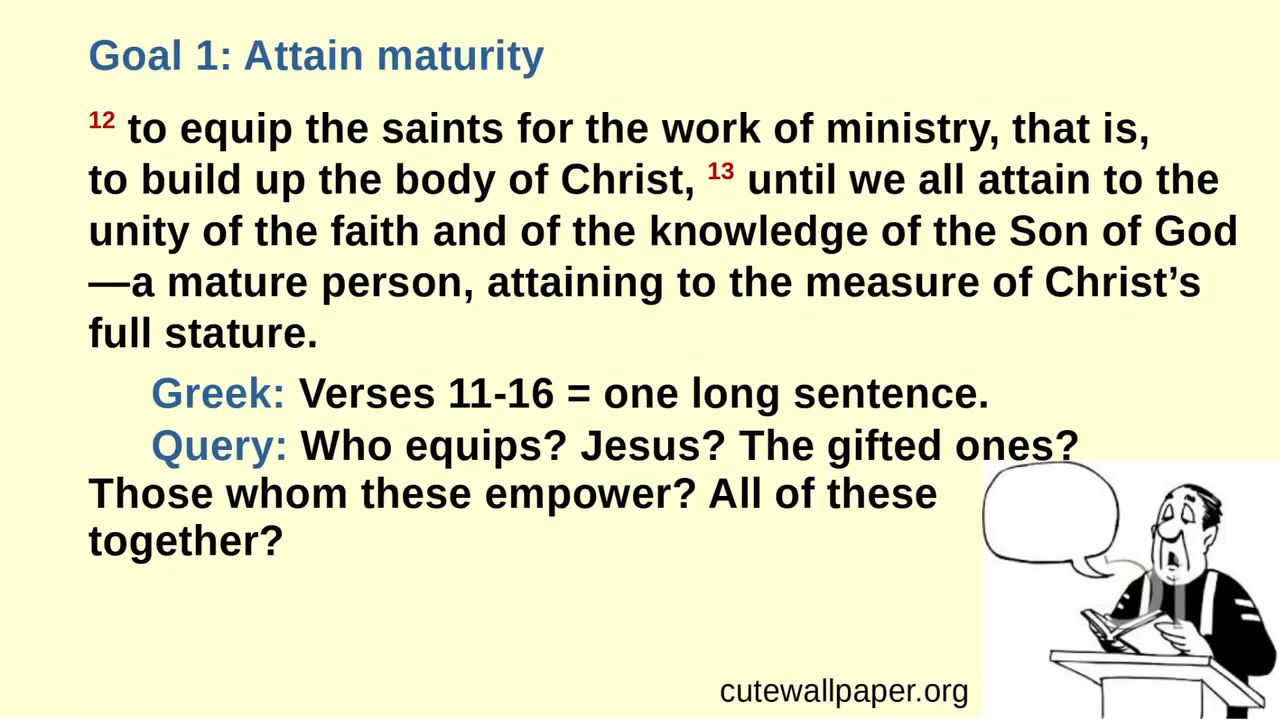 Goal 1: Attain maturity
12 to equip the saints for the work of ministry, that is,
to build up the body of Christ, 13 until we all attain to the
unity of the faith and of the knowledge of the Son of God
—a mature person, attaining to the measure of Christ’s
full stature.
Greek: Verses 11-16 = one long sentence.
Query: Who equips? Jesus? The gifted ones?
Those whom these empower? All of these
together?
cutewallpaper.org